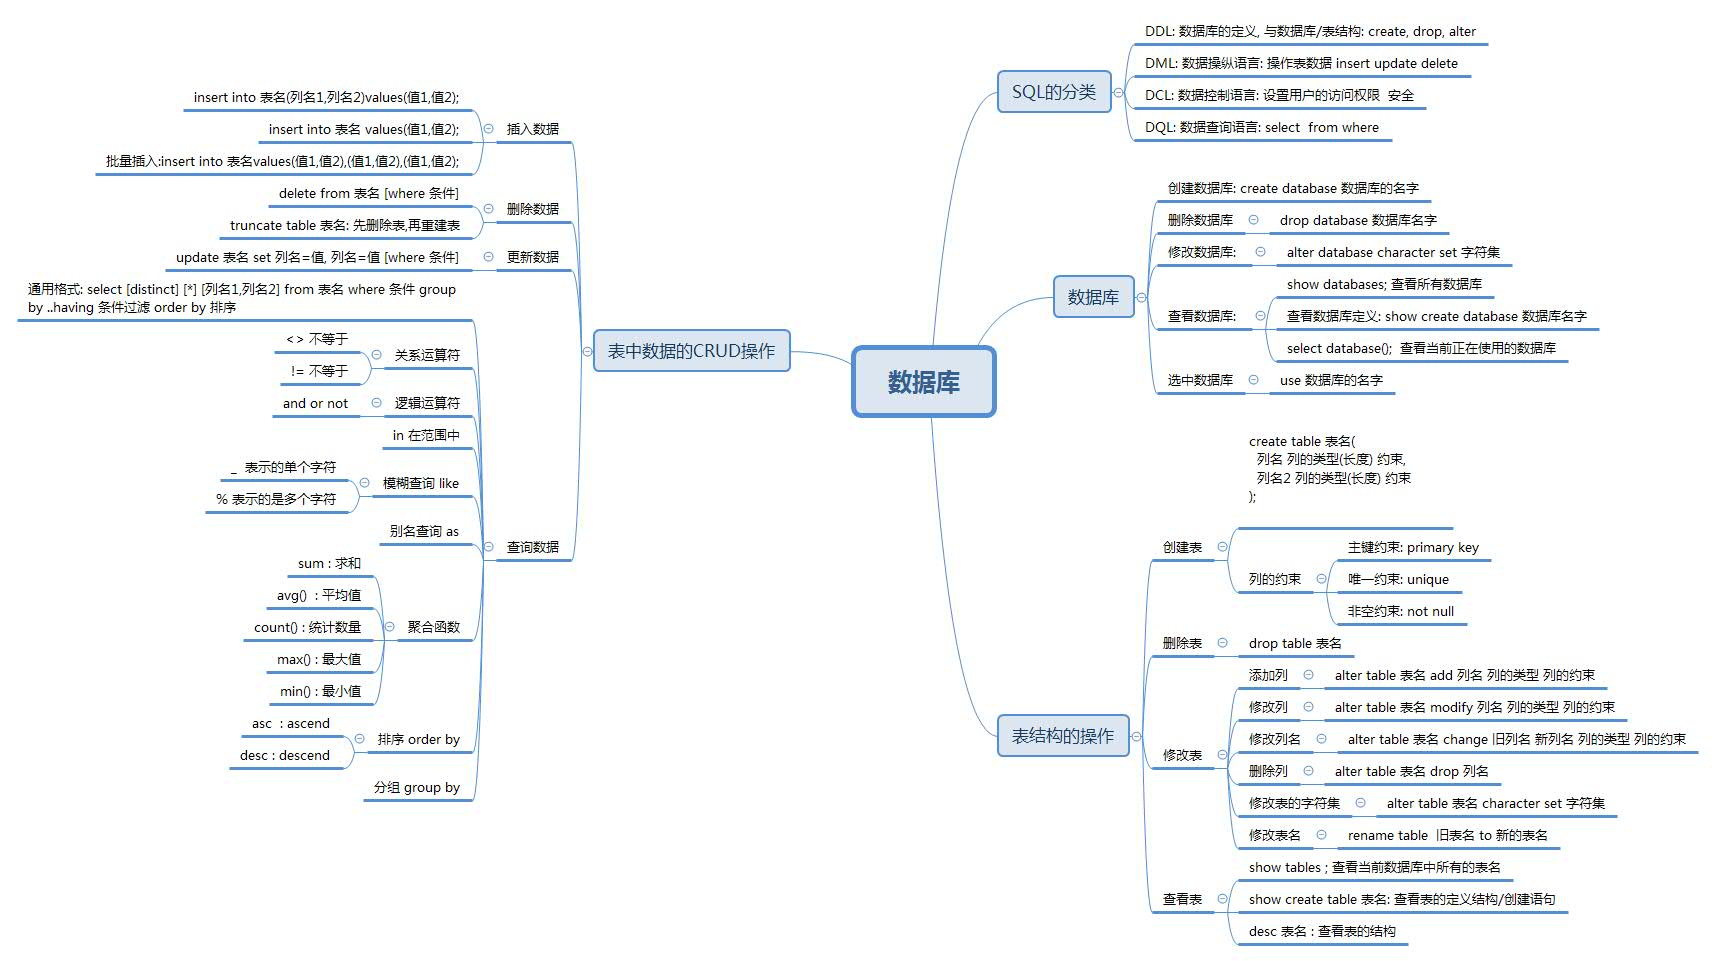 数据库
SQL的分类
DDL: 数据库的定义, 与数据库/表结构: create, drop, alter
DML: 数据操纵语言: 操作表数据 insert update delete
DCL: 数据控制语言: 设置用户的访问权限  安全
DQL: 数据查询语言: select  from where
数据库
创建数据库: create database 数据库的名字
删除数据库
drop database 数据库名字
修改数据库:
alter database character set 字符集
查看数据库:
show databases; 查看所有数据库
查看数据库定义: show create database 数据库名字
select database();  查看当前正在使用的数据库
选中数据库
use 数据库的名字
表结构的操作
创建表
create table 表名(
列名 列的类型(长度) 约束,
列名2 列的类型(长度) 约束
);
列的约束
主键约束: primary key
唯一约束: unique
非空约束: not null
删除表
drop table 表名
修改表
添加列
alter table 表名 add 列名 列的类型 列的约束
修改列
alter table 表名 modify 列名 列的类型 列的约束
修改列名
alter table 表名 change 旧列名 新列名 列的类型 列的约束
删除列
alter table 表名 drop 列名
修改表的字符集
alter table 表名 character set 字符集
修改表名
rename table  旧表名 to 新的表名
查看表
show tables ; 查看当前数据库中所有的表名
show create table 表名: 查看表的定义结构/创建语句
desc 表名 : 查看表的结构
表中数据的CRUD操作
插入数据
insert into 表名(列名1,列名2)values(值1,值2);
insert into 表名 values(值1,值2);
批量插入:insert into 表名values(值1,值2),(值1,值2),(值1,值2);
删除数据
delete from 表名 [where 条件]
truncate table 表名: 先删除表,再重建表
更新数据
update 表名 set 列名=值, 列名=值 [where 条件]
查询数据
通用格式: select [distinct] [*] [列名1,列名2] from 表名 where 条件 group
by ..having 条件过滤 order by 排序
关系运算符
<> 不等于
!= 不等于
逻辑运算符
and or not
in 在范围中
模糊查询 like
_  表示的单个字符
% 表示的是多个字符
别名查询 as
聚合函数
sum : 求和
avg()  : 平均值
count() : 统计数量
max() : 最大值
min() : 最小值
排序 order by
asc  : ascend
desc : descend
分组 group by